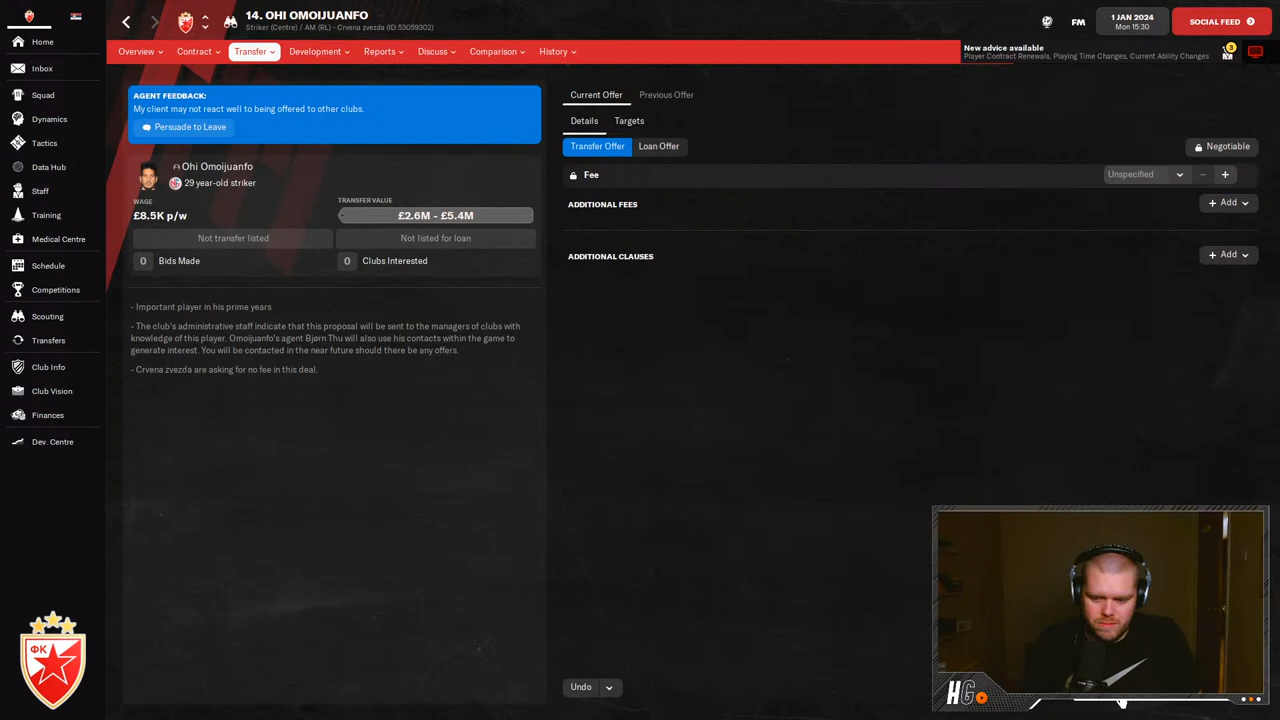 14. OHI OMOIJUANFO
Striker (Centre) / AM (RL) - Crvena zvezda (ID:53059302)
FM
1 JAN 2024
Mon 15:30
SOCIAL FEED
Home
Inbox
Squad
Dynamics
Tactics
Data Hub
Staff
Training
Medical Centre
Schedule
Competitions
Scouting
Transfers
Club Info
Club Vision
Finances
Dev. Centre
Overview
Contract
Transfer
Development
Reports
Discuss
Comparison
History
New advice available
Player Contract Renewals, Playing Time Changes, Current Ability Changes
3
AGENT FEEDBACK:
My client may not react well to being offered to other clubs.
Persuade to Leave
Ohi Omoijuanfo
29 year-old striker
WAGE
£8.5K p/w
TRANSFER VALUE
£2.6M - £5.4M
Not transfer listed
Not listed for loan
0 Bids Made
0 Clubs Interested
- Important player in his prime years
- The club's administrative staff indicate that this proposal will be sent to the managers of clubs with
knowledge of this player. Omoijuanfo's agent Bjørn Thu will also use his contacts within the game to
generate interest. You will be contacted in the near future should there be any offers.
- Crvena zvezda are asking for no fee in this deal.
Current Offer
Previous Offer
Details
Targets
Transfer Offer
Loan Offer
Negotiable
Fee
Unspecified
ADDITIONAL FEES
Add
ADDITIONAL CLAUSES
Add
Undo
ФК
HG